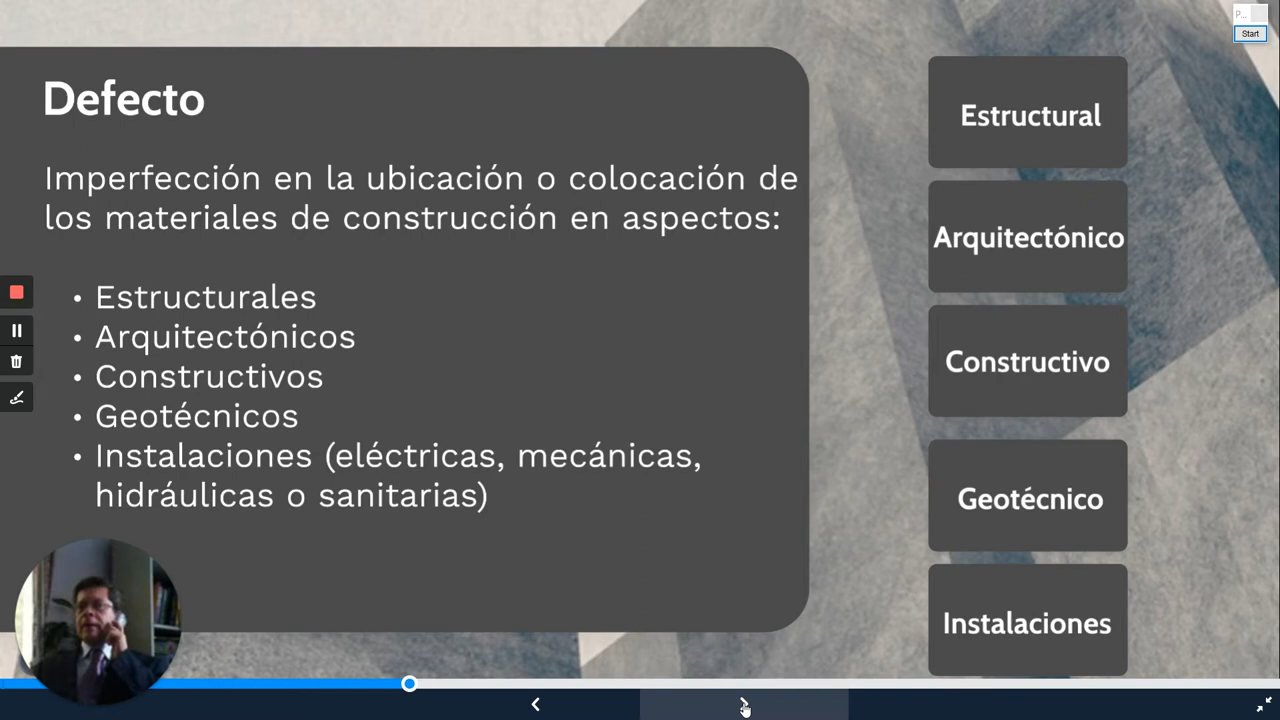 P...
Start
Defecto
Imperfección en la ubicación o colocación de
los materiales de construcción en aspectos:
• Estructurales
• Arquitectónicos
• Constructivos
• Geotécnicos
• Instalaciones (eléctricas, mecánicas,
hidráulicas o sanitarias)
Estructural
Arquitectónico
Constructivo
Geotécnico
Instalaciones